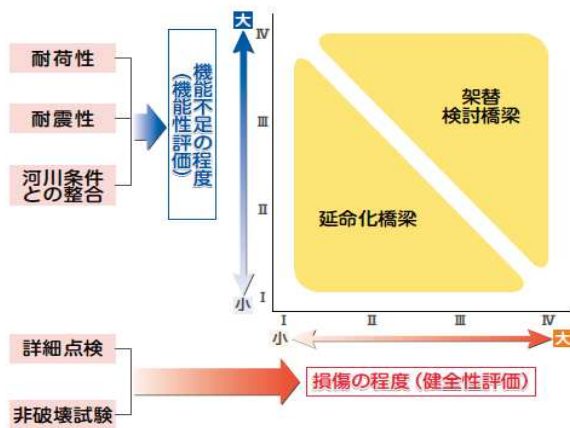 耐荷性
耐震性
河川条件
との整合
機能不足の程度
(機能性評価)
大
小
Ⅳ
Ⅲ
Ⅱ
Ⅰ
架替
検討橋梁
延命化橋梁
Ⅰ
Ⅱ
Ⅲ
Ⅳ
小
大
詳細点検
非破壊試験
損傷の程度(健全性評価)